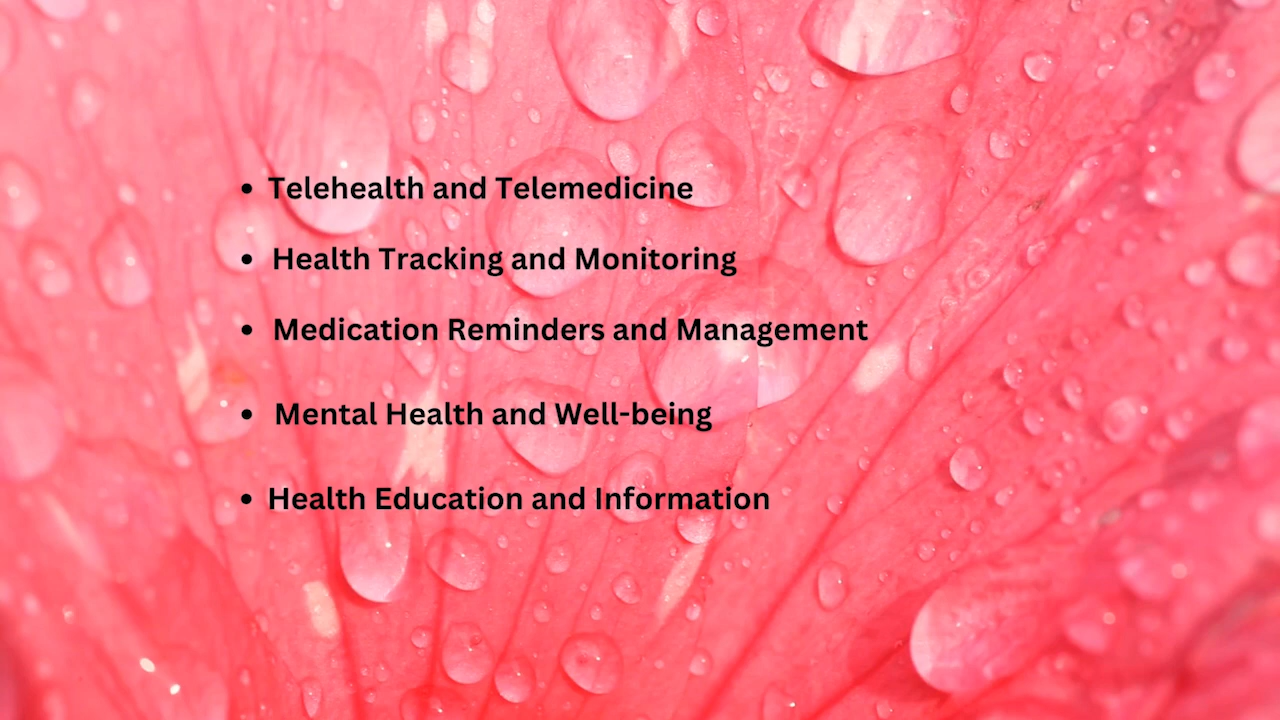 • Telehealth and Telemedicine
• Health Tracking and Monitoring
• Medication Reminders and Management
• Mental Health and Well-being
• Health Education and Information